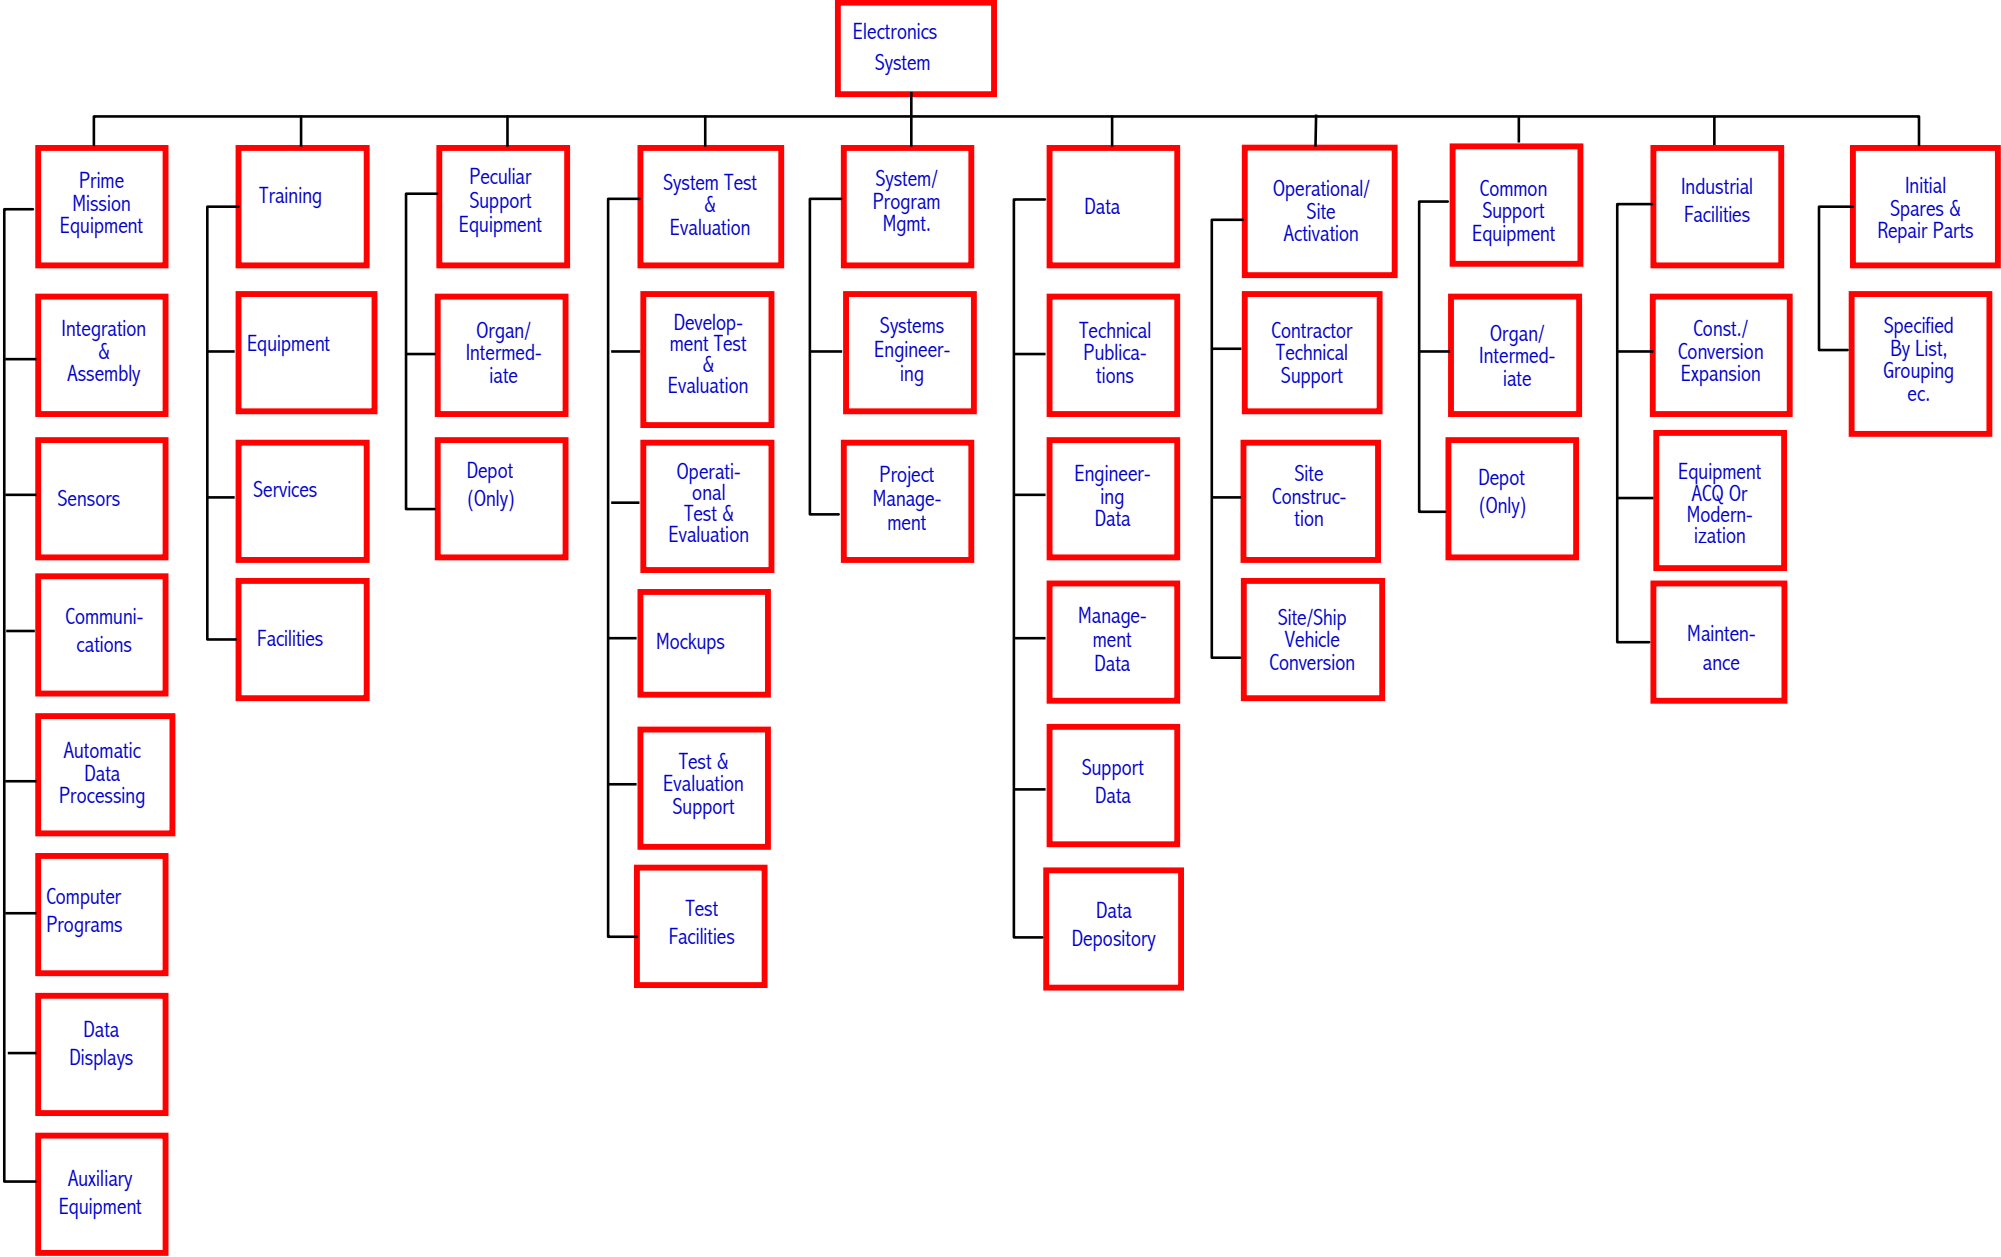 Electronics
System
Prime
Mission
Equipment
Integration
&
Assembly
Sensors
Communi-
cations
Automatic
Data
Processing
Computer
Programs
Data
Displays
Auxiliary
Equipment
Training
Equipment
Services
Facilities
Peculiar
Support
Equipment
Organ/
Intermed-
iate
Depot
(Only)
System Test
&
Evaluation
Develop-
ment Test
&
Evaluation
Operati-
onal
Test &
Evaluation
Mockups
Test &
Evaluation
Support
Test
Facilities
System/
Program
Mgmt.
Systems
Engineer-
ing
Project
Manage-
ment
Data
Technical
Publica-
tions
Engineer-
ing
Data
Manage-
ment
Data
Support
Data
Data
Depository
Operational/
Site
Activation
Contractor
Technical
Support
Site
Construc-
tion
Site/Ship
Vehicle
Conversion
Common
Support
Equipment
Organ/
Intermed-
iate
Depot
(Only)
Industrial
Facilities
Const./
Conversion
Expansion
Equipment
ACQ Or
Modern-
ization
Mainten-
ance
Initial
Spares &
Repair Parts
Specified
By List,
Grouping
ec.